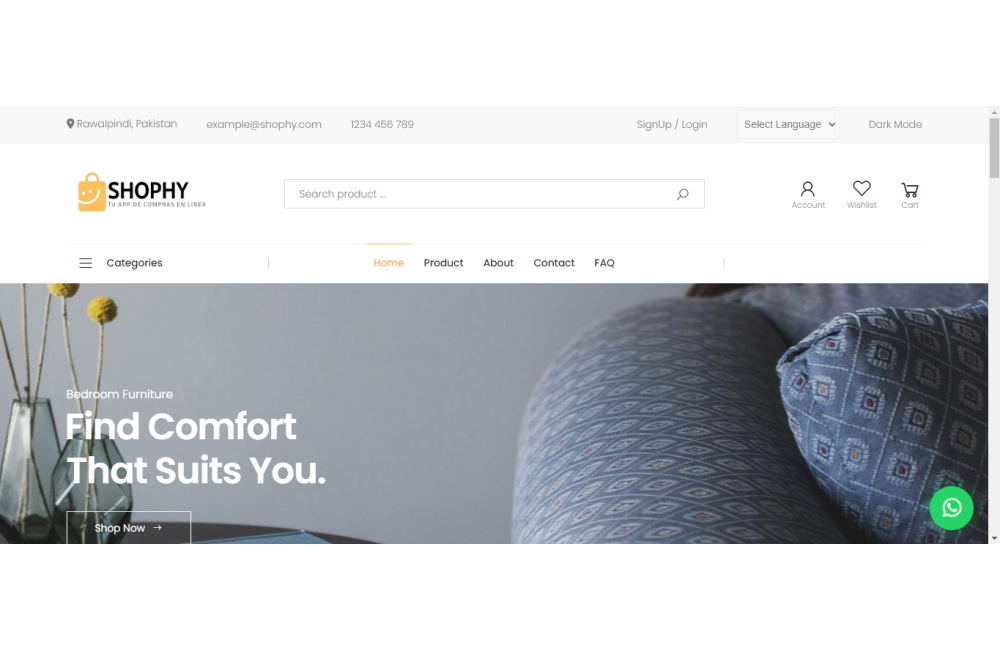 Rawalpindi, Pakistan example@shophy.com 1234 456 789 SignUp / Login Select Language Dark Mode
SHOPHY
TU APP DE COMPRAS EN LINEA
Search product ...
Account Wishlist Cart
Categories Home Product About Contact FAQ
Bedroom Furniture
Find Comfort
That Suits You.
Shop Now →